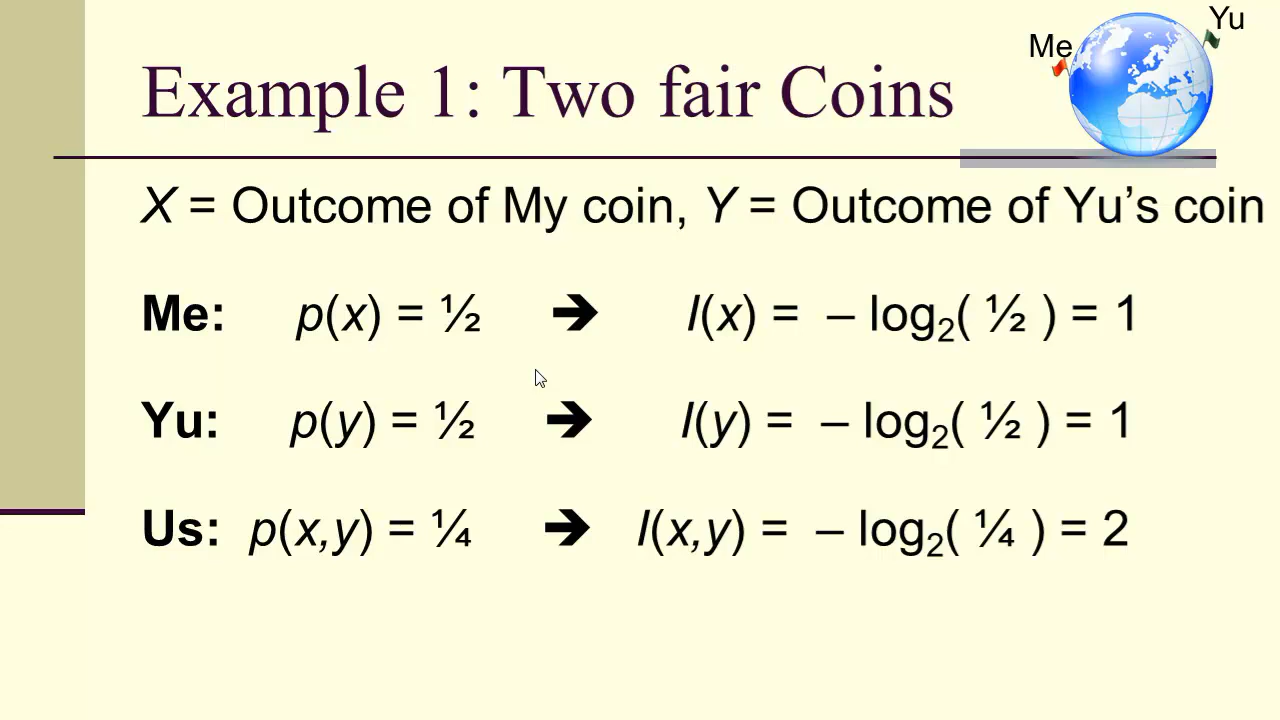 Yu
Me
Example 1: Two fair Coins
X = Outcome of My coin, Y = Outcome of Yu’s coin
Me: p(x) = ½ ➔ I(x) = – log₂( ½ ) = 1
Yu: p(y) = ½ ➔ I(y) = – log₂( ½ ) = 1
Us: p(x,y) = ¼ ➔ I(x,y) = – log₂( ¼ ) = 2